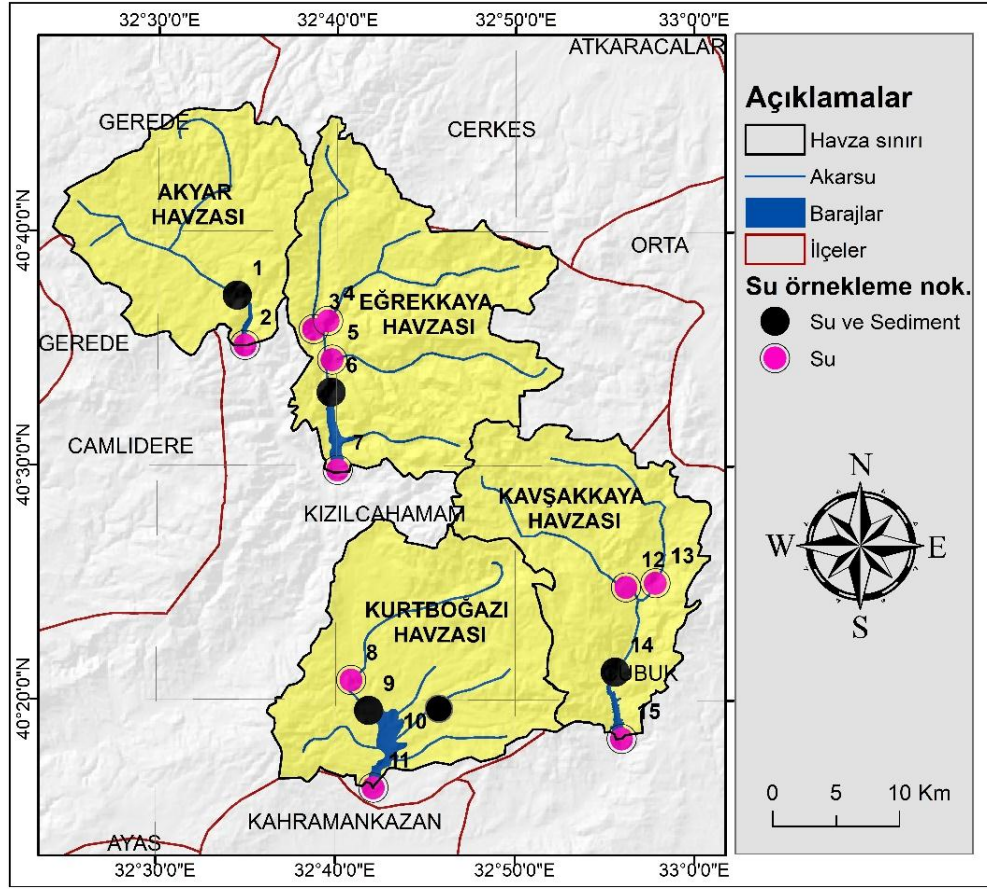 32°30'0"E
32°40'0"E
32°50'0"E
33°0'0"E
ATKARACALAR
GEREDE
CERKES
AKYAR
HAVZASI
40°40'0"N
ORTA
1
2
3
4
EĞREKKAYA
HAVZASI
5
6
GEREDE
CAMLIDERE
7
40°30'0"N
KIZILCAHAMAM
KAVŞAKKAYA
HAVZASI
12
13
KURTBOĞAZI
HAVZASI
8
9
10
11
14
ÇUBUK
15
40°20'0"N
KAHRAMANKAZAN
AYAS
32°30'0"E
32°40'0"E
32°50'0"E
33°0'0"E
Açıklamalar
Havza sınırı
Akarsu
Barajlar
İlçeler
Su örnekleme nok.
Su ve Sediment
Su
N
W
E
S
0 5 10 Km